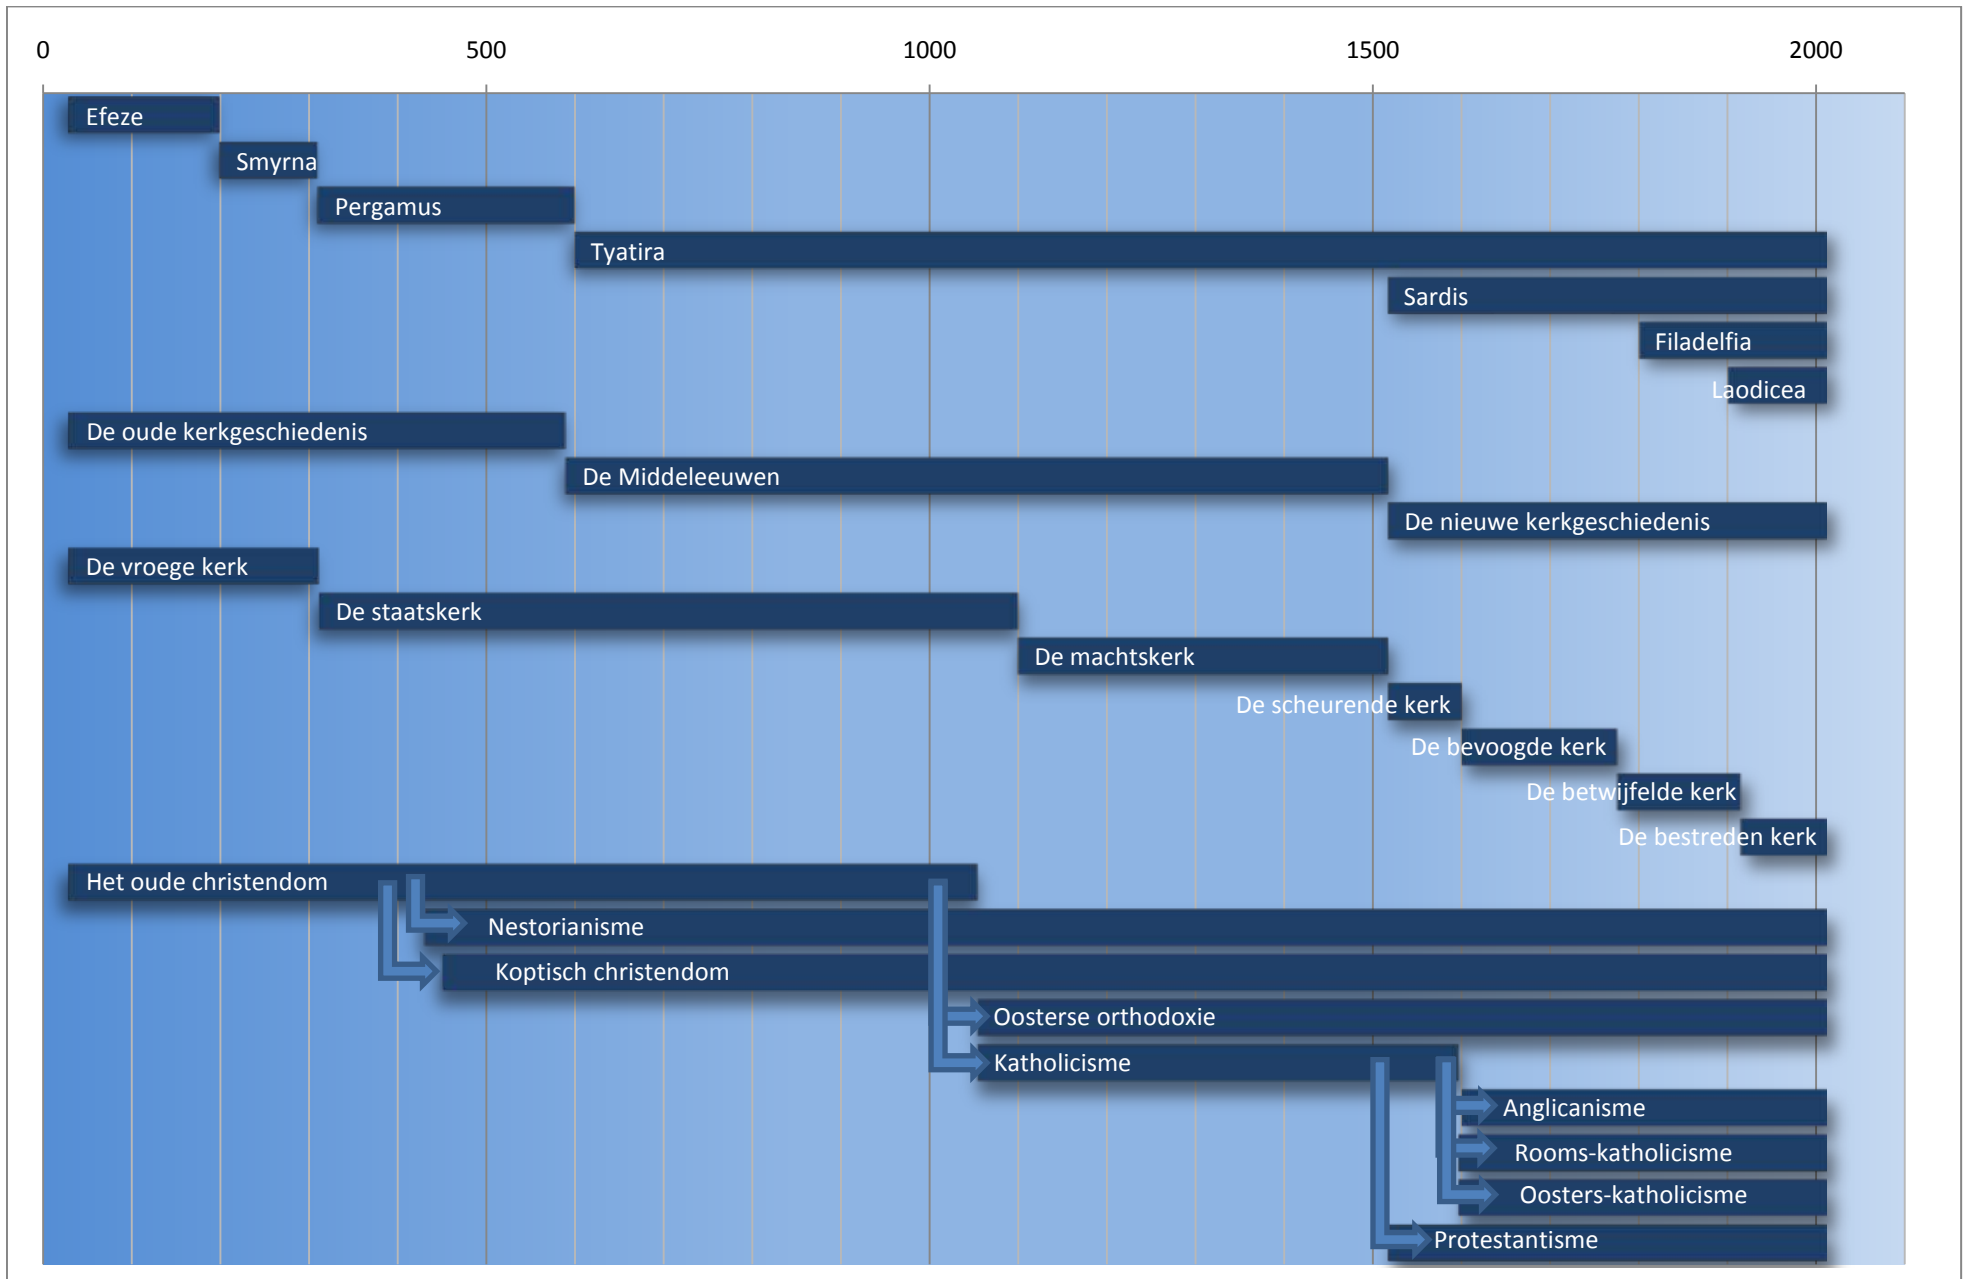 0 500 1000 1500 2000
Efeze
Smyrna
Pergamus
Tyatira
Sardis
Filadelfia
Laodicea
De oude kerkgeschiedenis
De Middeleeuwen
De nieuwe kerkgeschiedenis
De vroege kerk
De staatskerk
De machtskerk
De scheurende kerk
De bevoogde kerk
De betwijfelde kerk
De bestreden kerk
Het oude christendom
Nestorianisme
Koptisch christendom
Oosterse orthodoxie
Katholicisme
Anglicanisme
Rooms-katholicisme
Oosters-katholicisme
Protestantisme